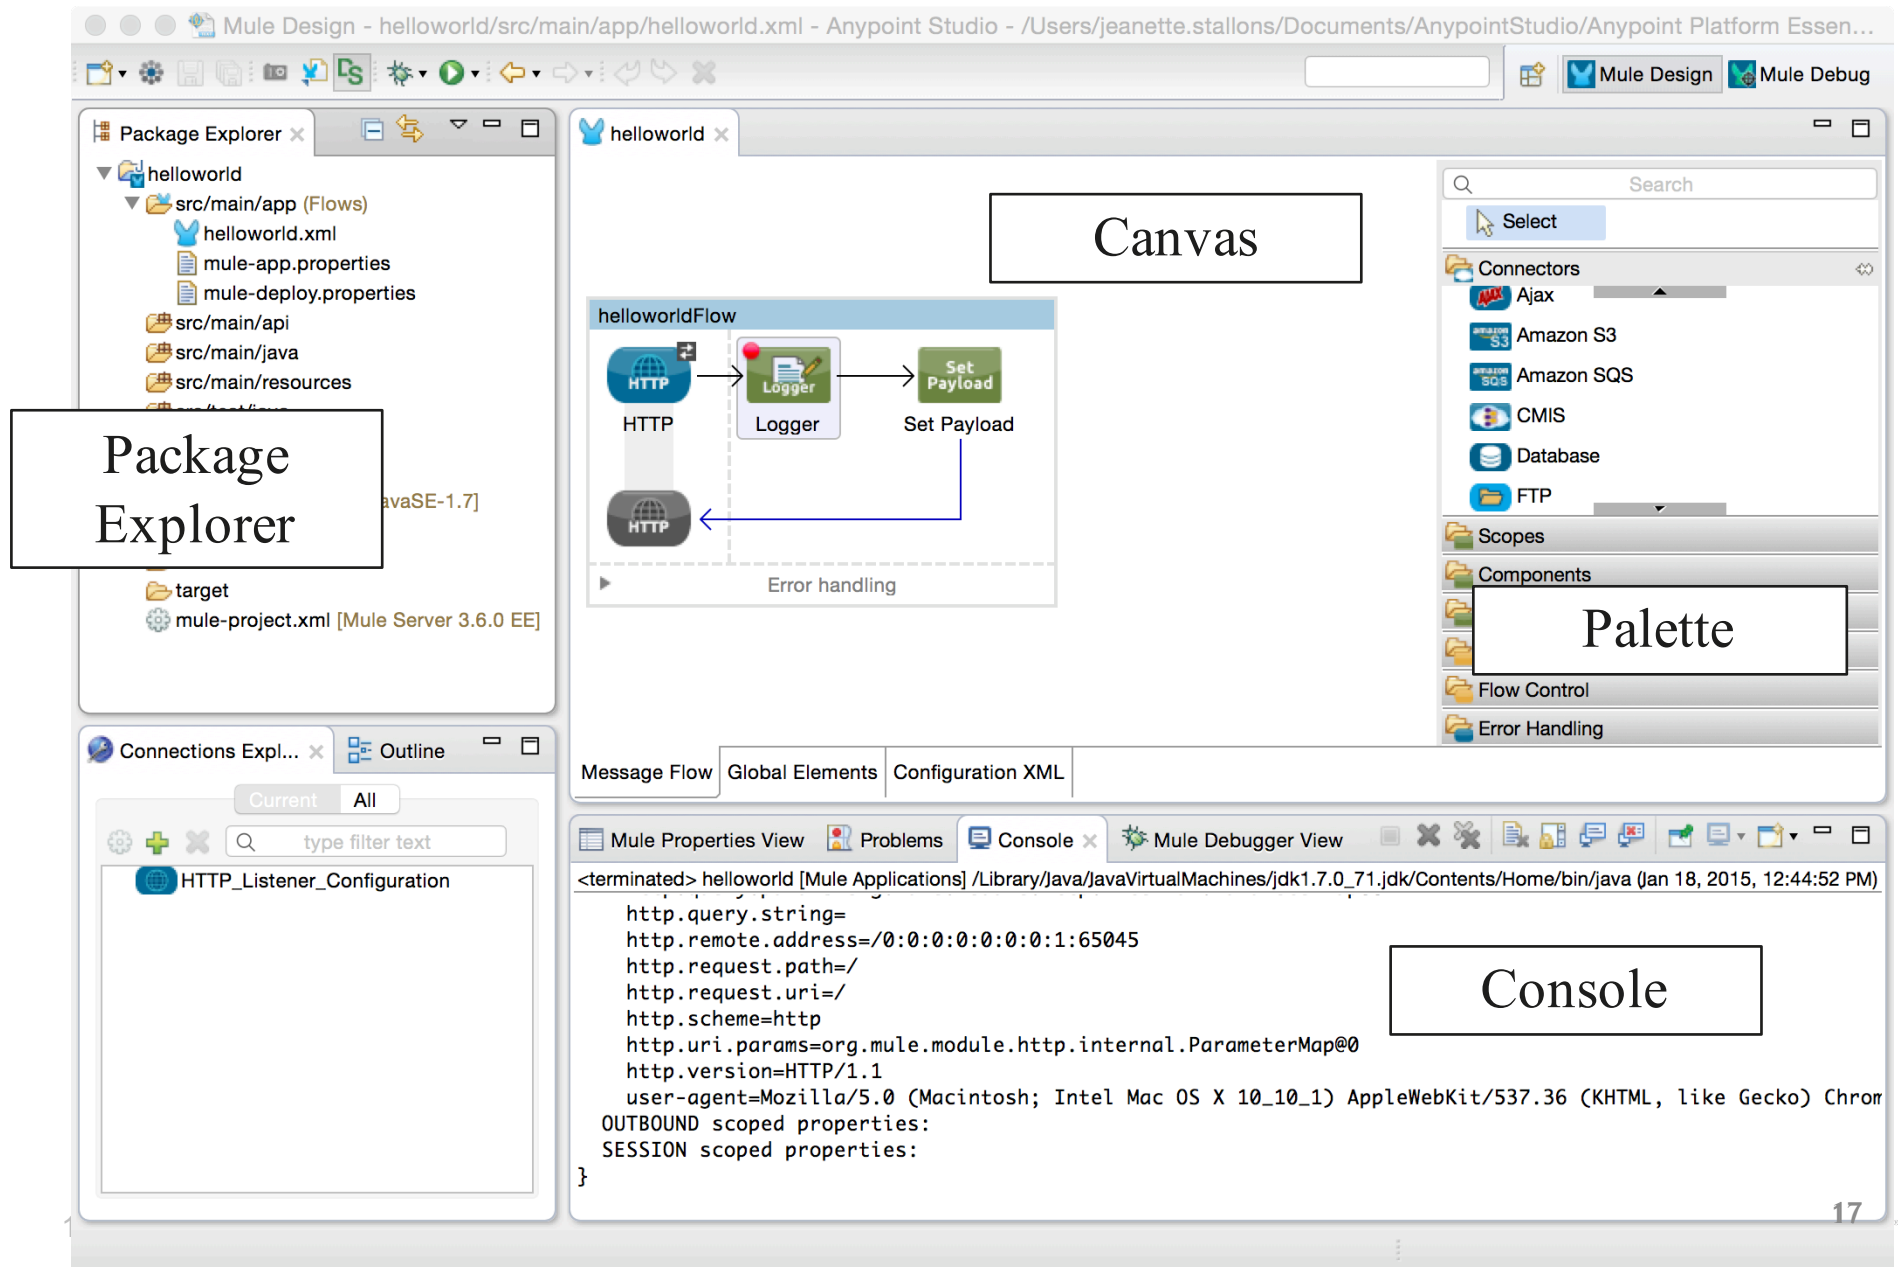 Mule Design - helloworld/src/main/app/helloworld.xml - Anypoint Studio - /Users/jeanette.stallons/Documents/AnypointStudio/Anypoint Platform Essen...
DS
Mule Design
Mule Debug
Package Explorer
helloworld
src/main/app (Flows)
helloworld.xml
mule-app.properties
mule-deploy.properties
src/main/api
src/main/java
src/main/resources
Package
Explorer
avaSE-1.7]
target
mule-project.xml [Mule Server 3.6.0 EE]
Connections Expl...
Outline
Current
All
type filter text
HTTP_Listener_Configuration
helloworld
Canvas
helloworldFlow
HTTP
HTTP
Logger
Logger
Set
Payload
Set Payload
HTTP
Error handling
Message Flow
Global Elements
Configuration XML
Search
Select
Connectors
AJAX
Ajax
amazon
S3
Amazon S3
amazon
SQS
Amazon SQS
CMIS
Database
FTP
Scopes
Components
Palette
Flow Control
Error Handling
Mule Properties View
Problems
Console
Mule Debugger View
<terminated> helloworld [Mule Applications] /Library/Java/JavaVirtualMachines/jdk1.7.0_71.jdk/Contents/Home/bin/java (Jan 18, 2015, 12:44:52 PM)
http.query.string=
http.remote.address=/0:0:0:0:0:0:0:1:65045
http.request.path=/
http.request.uri=/
http.scheme=http
http.uri.params=org.mule.module.http.internal.ParameterMap@0
http.version=HTTP/1.1
user-agent=Mozilla/5.0 (Macintosh; Intel Mac OS X 10_10_1) AppleWebKit/537.36 (KHTML, like Gecko) Chrom
OUTBOUND scoped properties:
SESSION scoped properties:
}
Console
17